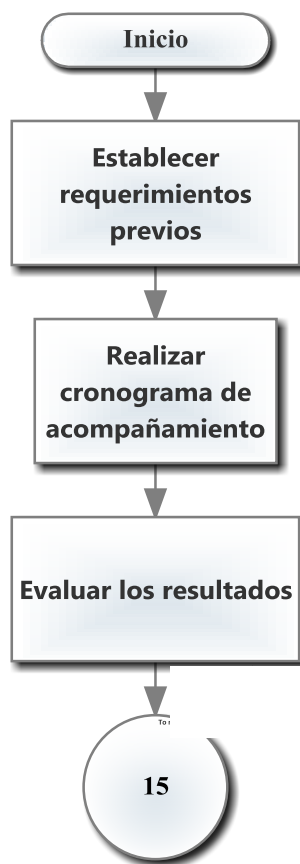 Inicio
Establecer
requerimientos
previos
Realizar
cronograma de
acompañamiento
Evaluar los resultados
15